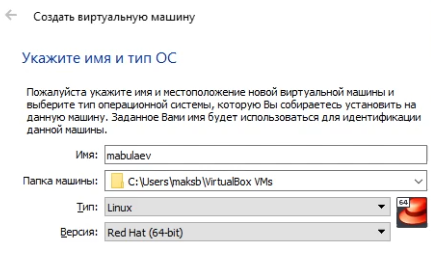 Создать виртуальную машину
Укажите имя и тип ОС
Пожалуйста укажите имя и местоположение новой виртуальной машины и
выберите тип операционной системы, которую Вы собираетесь установить на
данную машину. Заданное Вами имя будет использоваться для идентификации
данной машины.
Имя: mabulaev
Папка машины: C:\Users\maksb\VirtualBox VMs
Тип: Linux
64
Версия: Red Hat (64-bit)